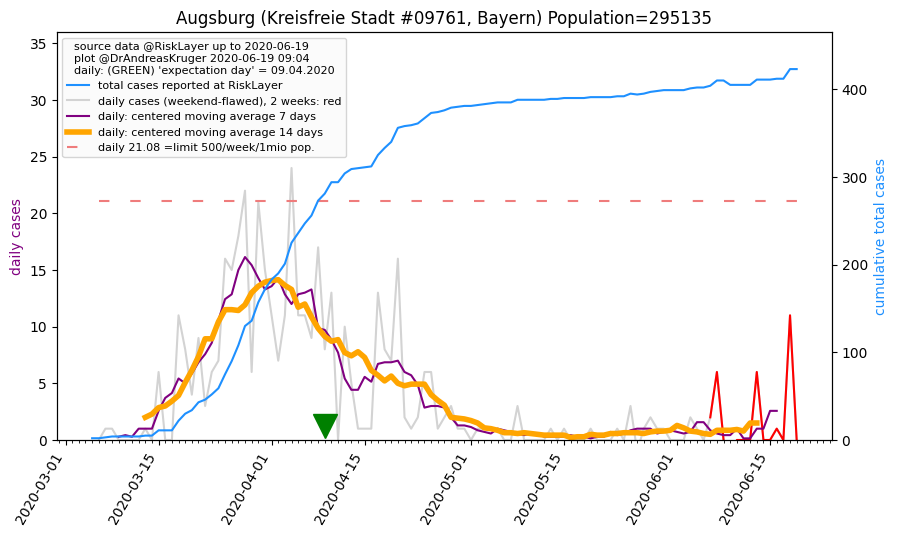 Augsburg (Kreisfreie Stadt #09761, Bayern) Population=295135
source data @RiskLayer up to 2020-06-19
plot @DrAndreasKruger 2020-06-19 09:04
daily: (GREEN) 'expectation day' = 09.04.2020
total cases reported at RiskLayer
daily cases (weekend-flawed), 2 weeks: red
daily: centered moving average 7 days
daily: centered moving average 14 days
daily 21.08 =limit 500/week/1mio pop.
daily cases
35
30
25
20
15
10
5
0
cumulative total cases
400
300
200
100
0
2020-03-01
2020-03-15
2020-04-01
2020-04-15
2020-05-01
2020-05-15
2020-06-01
2020-06-15